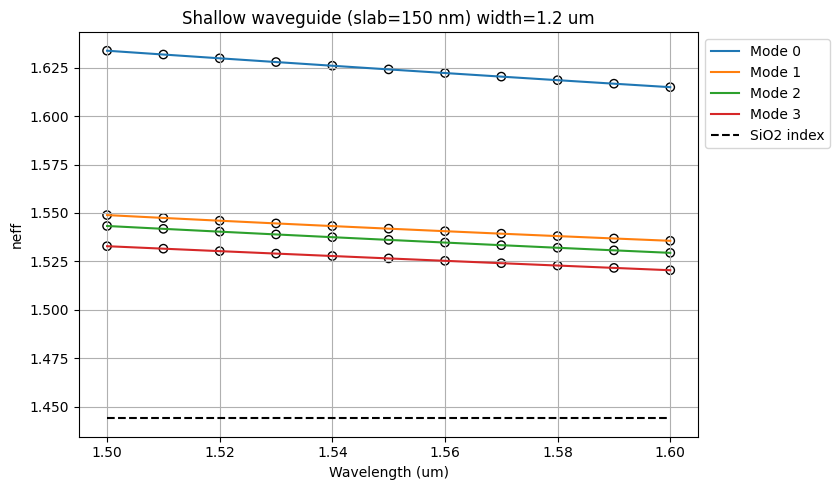 Shallow waveguide (slab=150 nm) width=1.2 um
neff
1.625
1.600
1.575
1.550
1.525
1.500
1.475
1.450
1.50
1.52
1.54
1.56
1.58
1.60
Wavelength (um)
Mode 0
Mode 1
Mode 2
Mode 3
SiO2 index